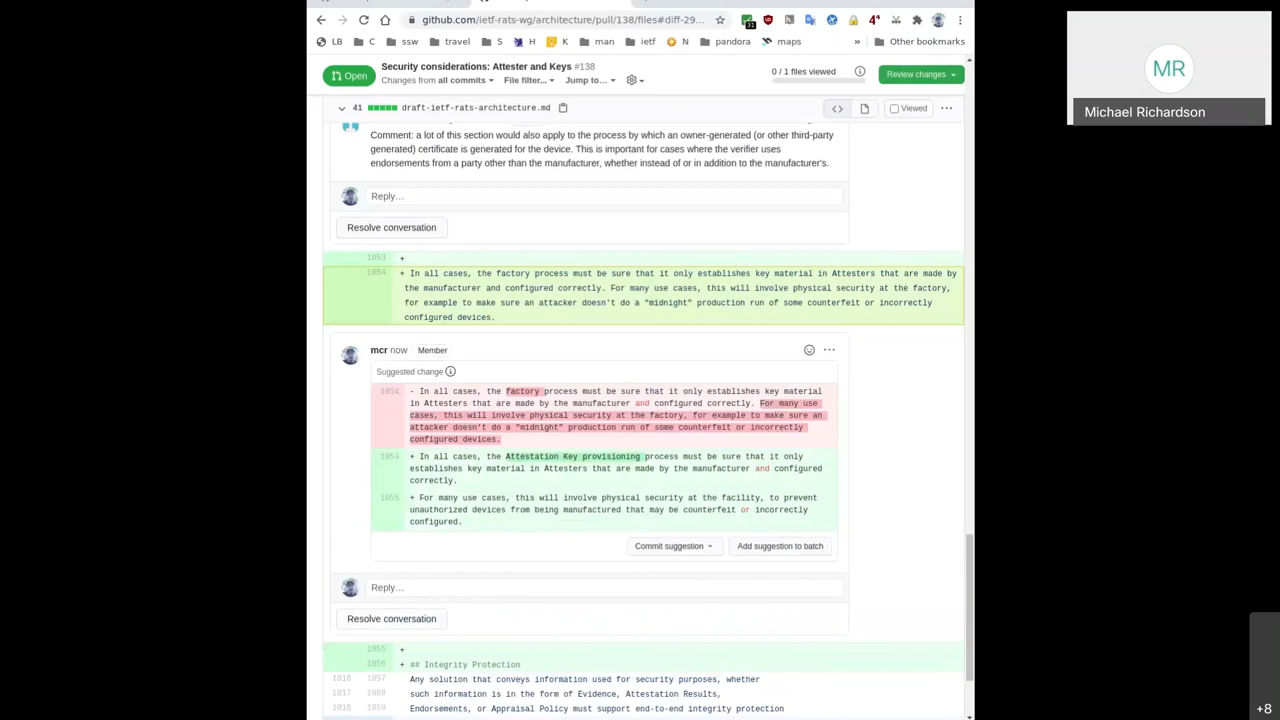 github.com/ietf-rats-wg/architecture/pull/138/files#diff-29...
LB C ssw travel S H K man ietf N pandora maps » Other bookmarks
Open
Security considerations: Attester and Keys #138
Changes from all commits File filter... Jump to...
0 / 1 files viewed
Review changes
41 draft-ietf-rats-architecture.md
Viewed
Comment: a lot of this section would also apply to the process by which an owner-generated (or other third-party
generated) certificate is generated for the device. This is important for cases where the verifier uses
endorsements from a party other than the manufacturer, whether instead of or in addition to the manufacturer's.
Reply...
Resolve conversation
1053 +
1054 + In all cases, the factory process must be sure that it only establishes key material in Attesters that are made by
the manufacturer and configured correctly. For many use cases, this will involve physical security at the factory,
for example to make sure an attacker doesn't do a "midnight" production run of some counterfeit or incorrectly
configured devices.
mcr now Member
Suggested change
1054 - In all cases, the factory process must be sure that it only establishes key material
in Attesters that are made by the manufacturer and configured correctly. For many use
cases, this will involve physical security at the factory, for example to make sure an
attacker doesn't do a "midnight" production run of some counterfeit or incorrectly
configured devices.
1054 + In all cases, the Attestation Key provisioning process must be sure that it only
establishes key material in Attesters that are made by the manufacturer and configured
correctly.
1055 + For many use cases, this will involve physical security at the facility, to prevent
unauthorized devices from being manufactured that may be counterfeit or incorrectly
configured.
Commit suggestion Add suggestion to batch
Reply...
Resolve conversation
1055 +
1056 + ## Integrity Protection
1016 1057 Any solution that conveys information used for security purposes, whether
1017 1058 such information is in the form of Evidence, Attestation Results,
1018 1059 Endorsements, or Appraisal Policy must support end-to-end integrity protection
MR
Michael Richardson
+8